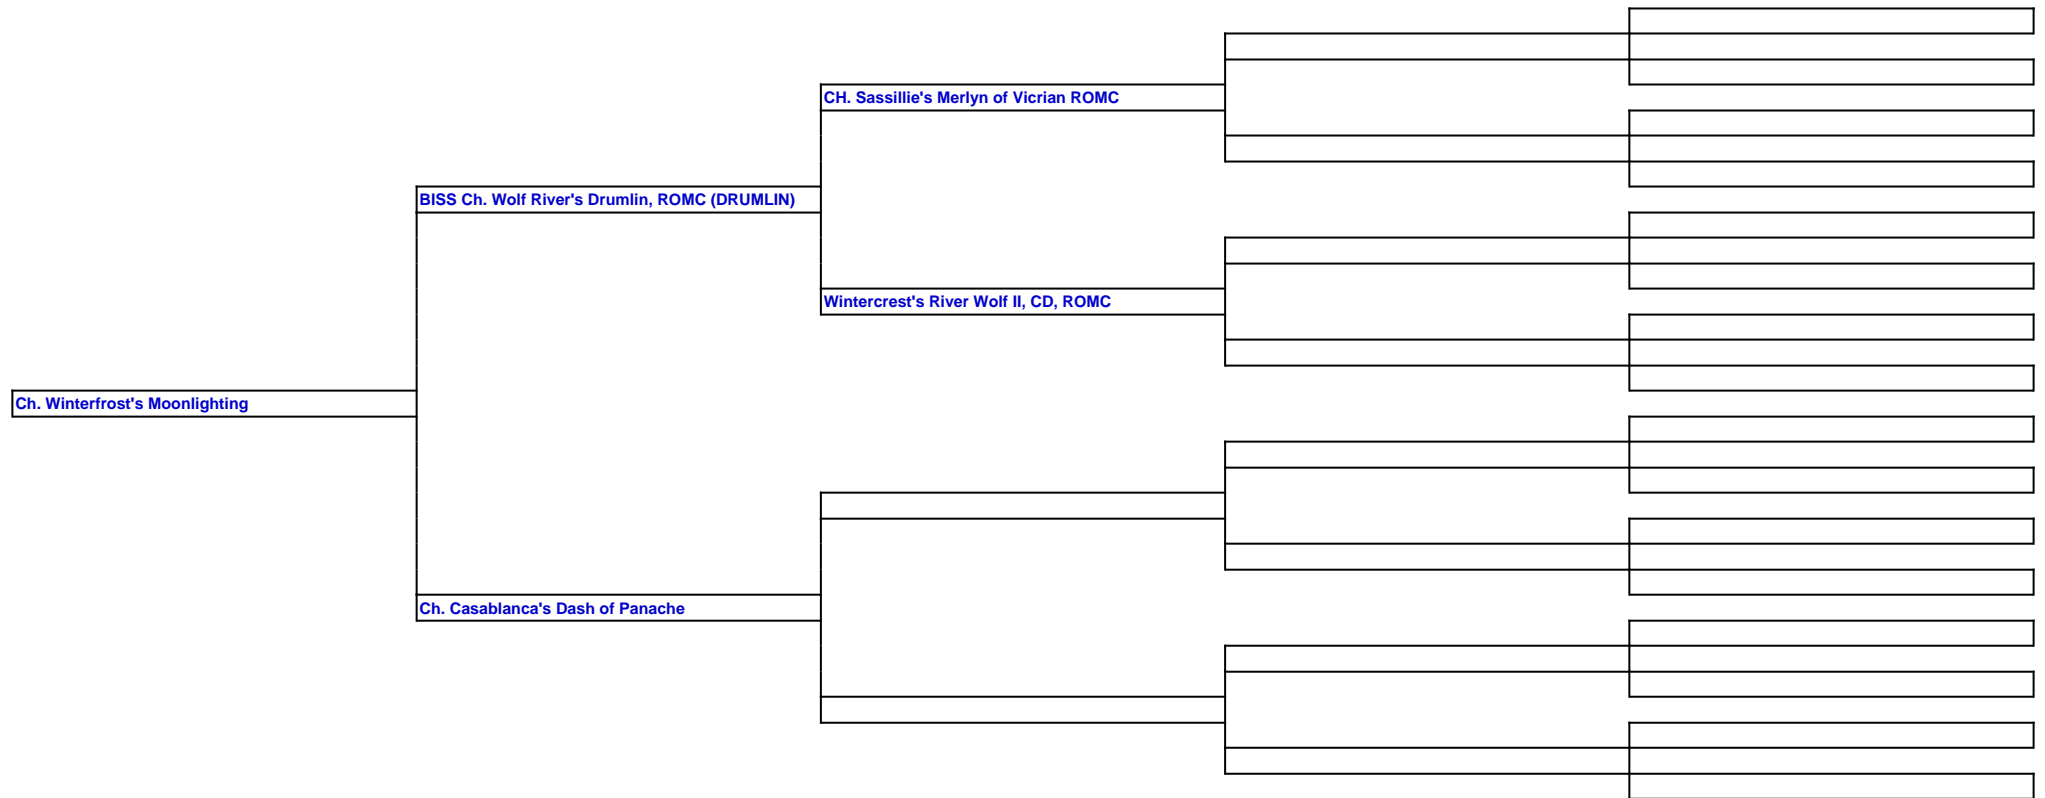 CH. Sassillie's Merlyn of Vicrian ROMC
BISS Ch. Wolf River's Drumlin, ROMC (DRUMLIN)
Wintercrest's River Wolf II, CD, ROMC
Ch. Winterfrost's Moonlighting
Ch. Casablanca's Dash of Panache